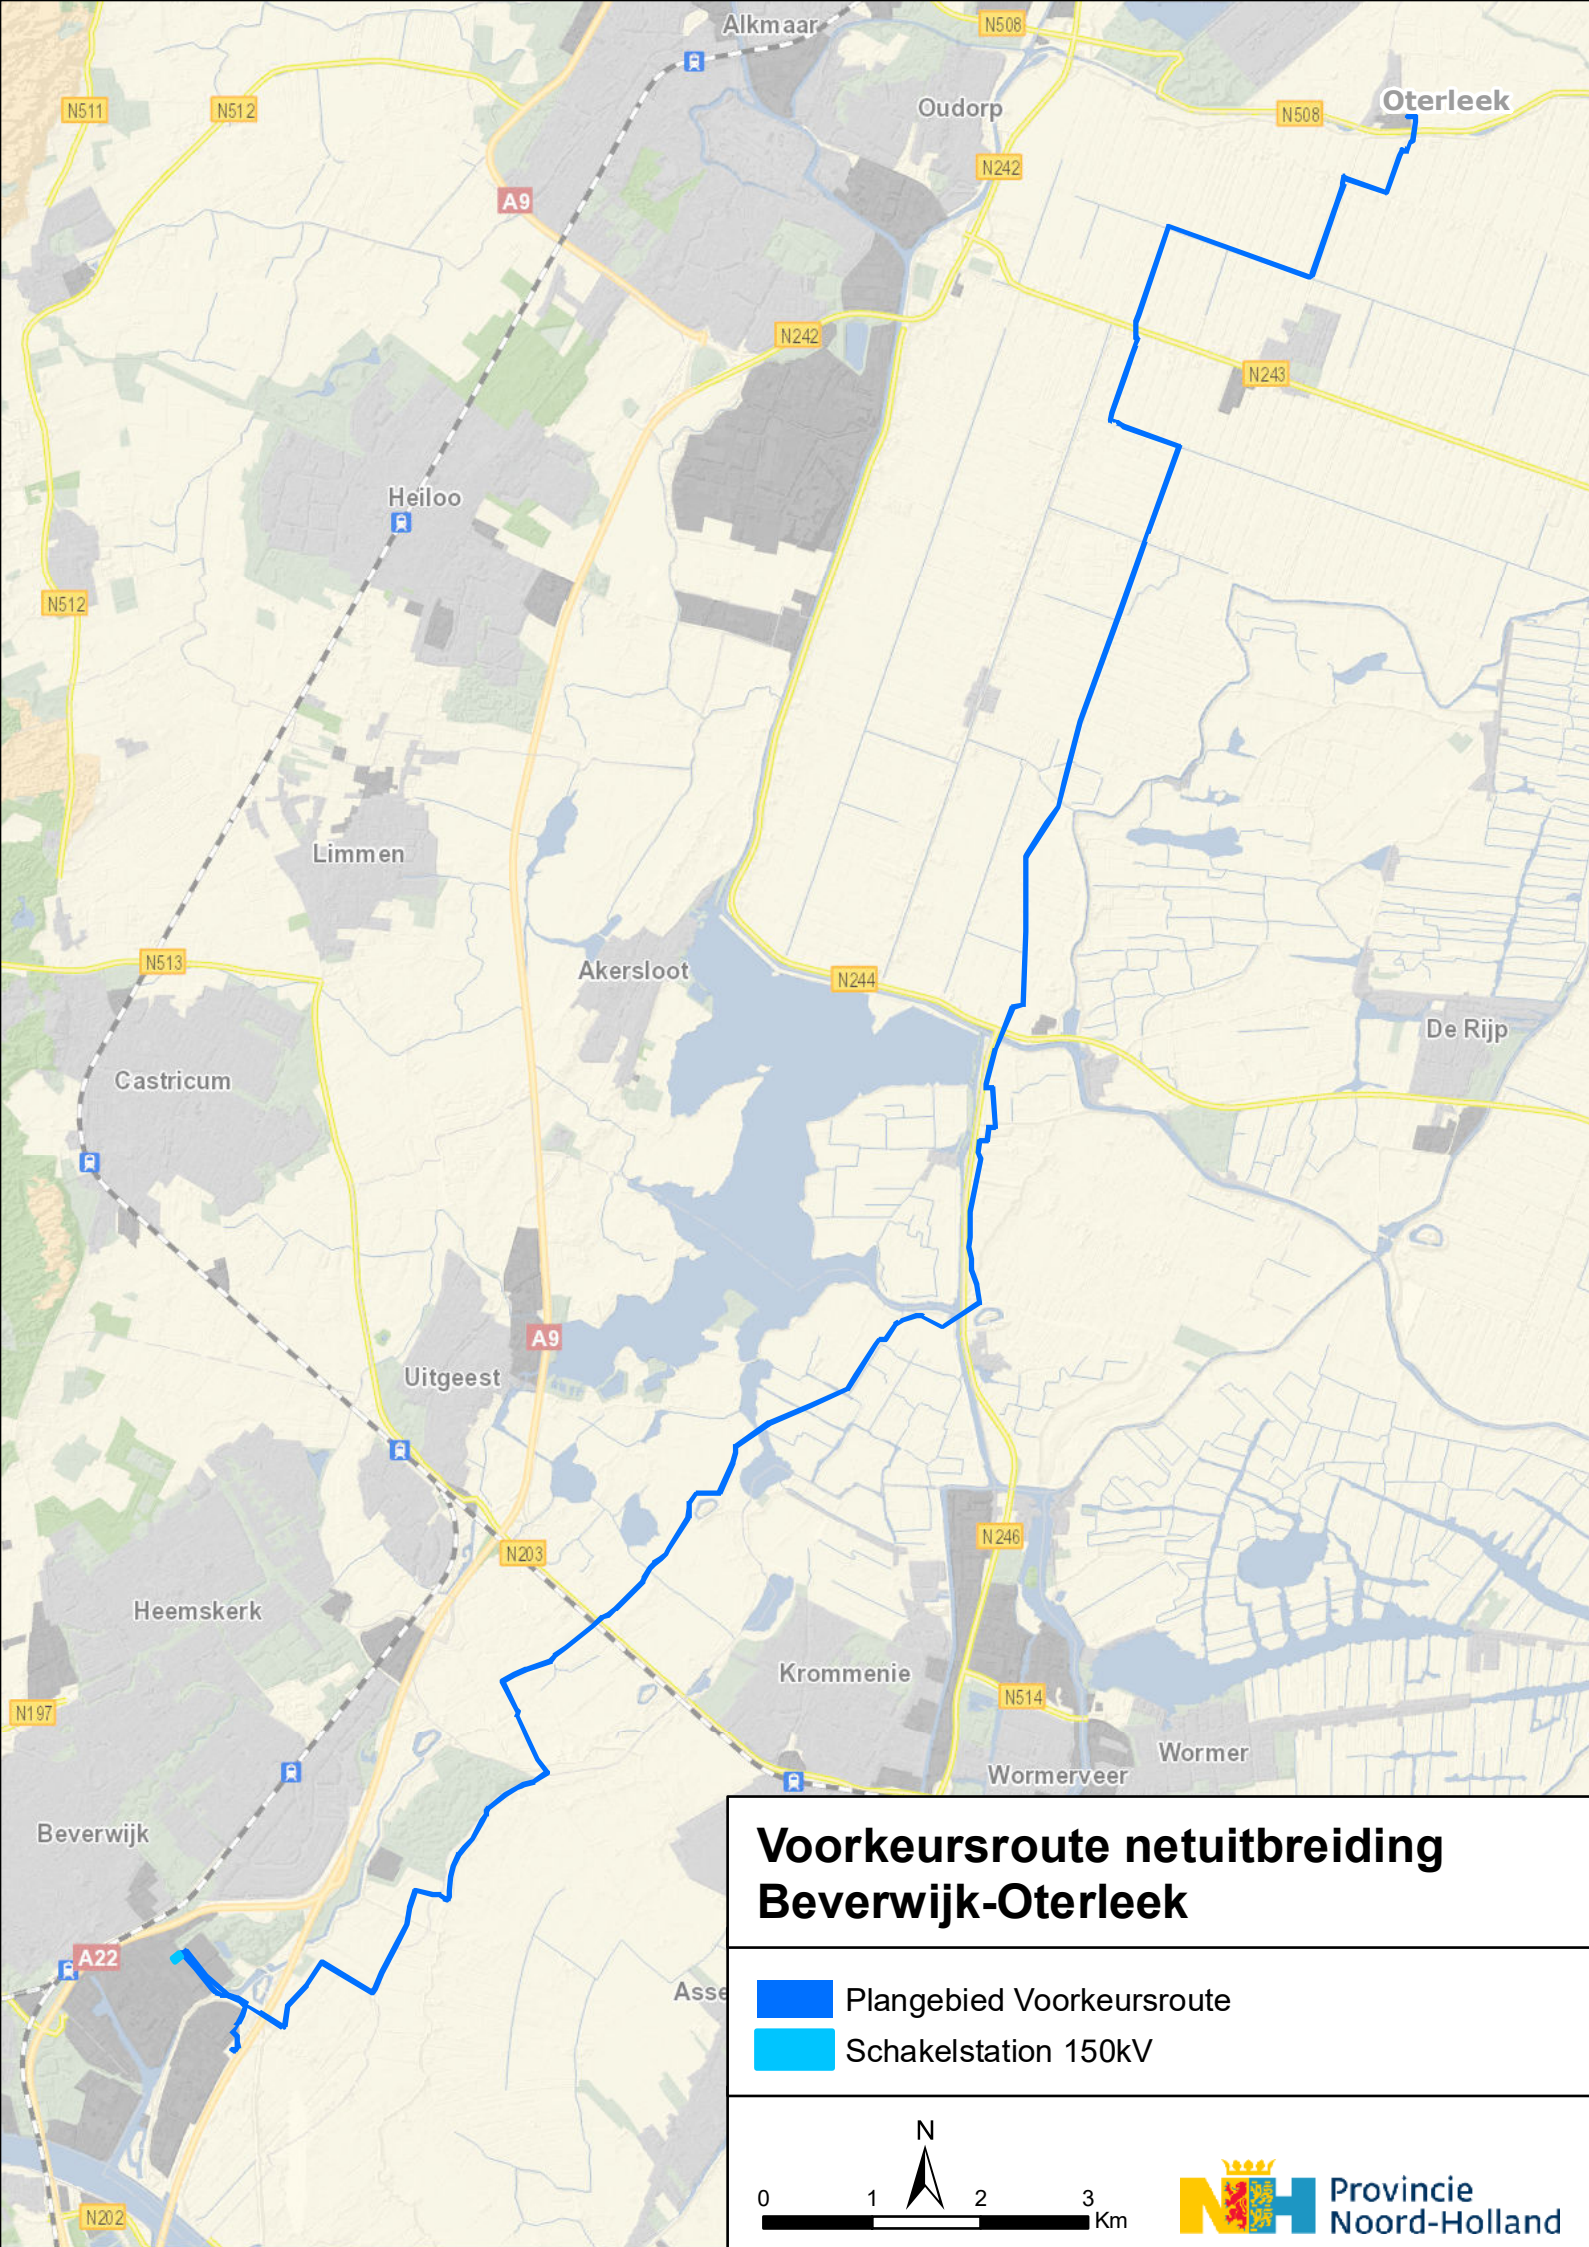 Alkmaar
N508
Oudorp
N511
N512
N508
Oterleek
N242
A9
N242
N243
Heiloo
N512
Limmen
N513
Akersloot
N244
De Rijp
Castricum
A9
Uitgeest
N246
N203
Heemskerk
Krommenie
N197
N514
Wormer
Wormerveer
Beverwijk
A22
Asse
N202
Voorkeursroute netuitbreiding
Beverwijk-Oterleek
Plangebied Voorkeursroute
Schakelstation 150kV
N
0 1 2 3
Km
NH
Provincie
Noord-Holland